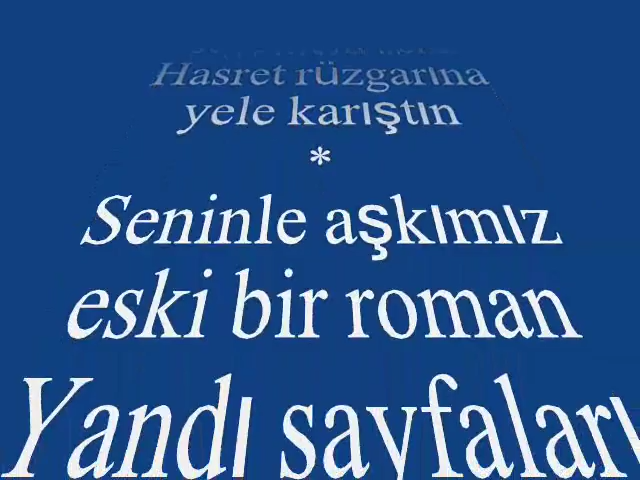 Hasret rüzgarına
yele karıştın
*
Seninle aşkımız
eski bir roman
Yandı sayfaları